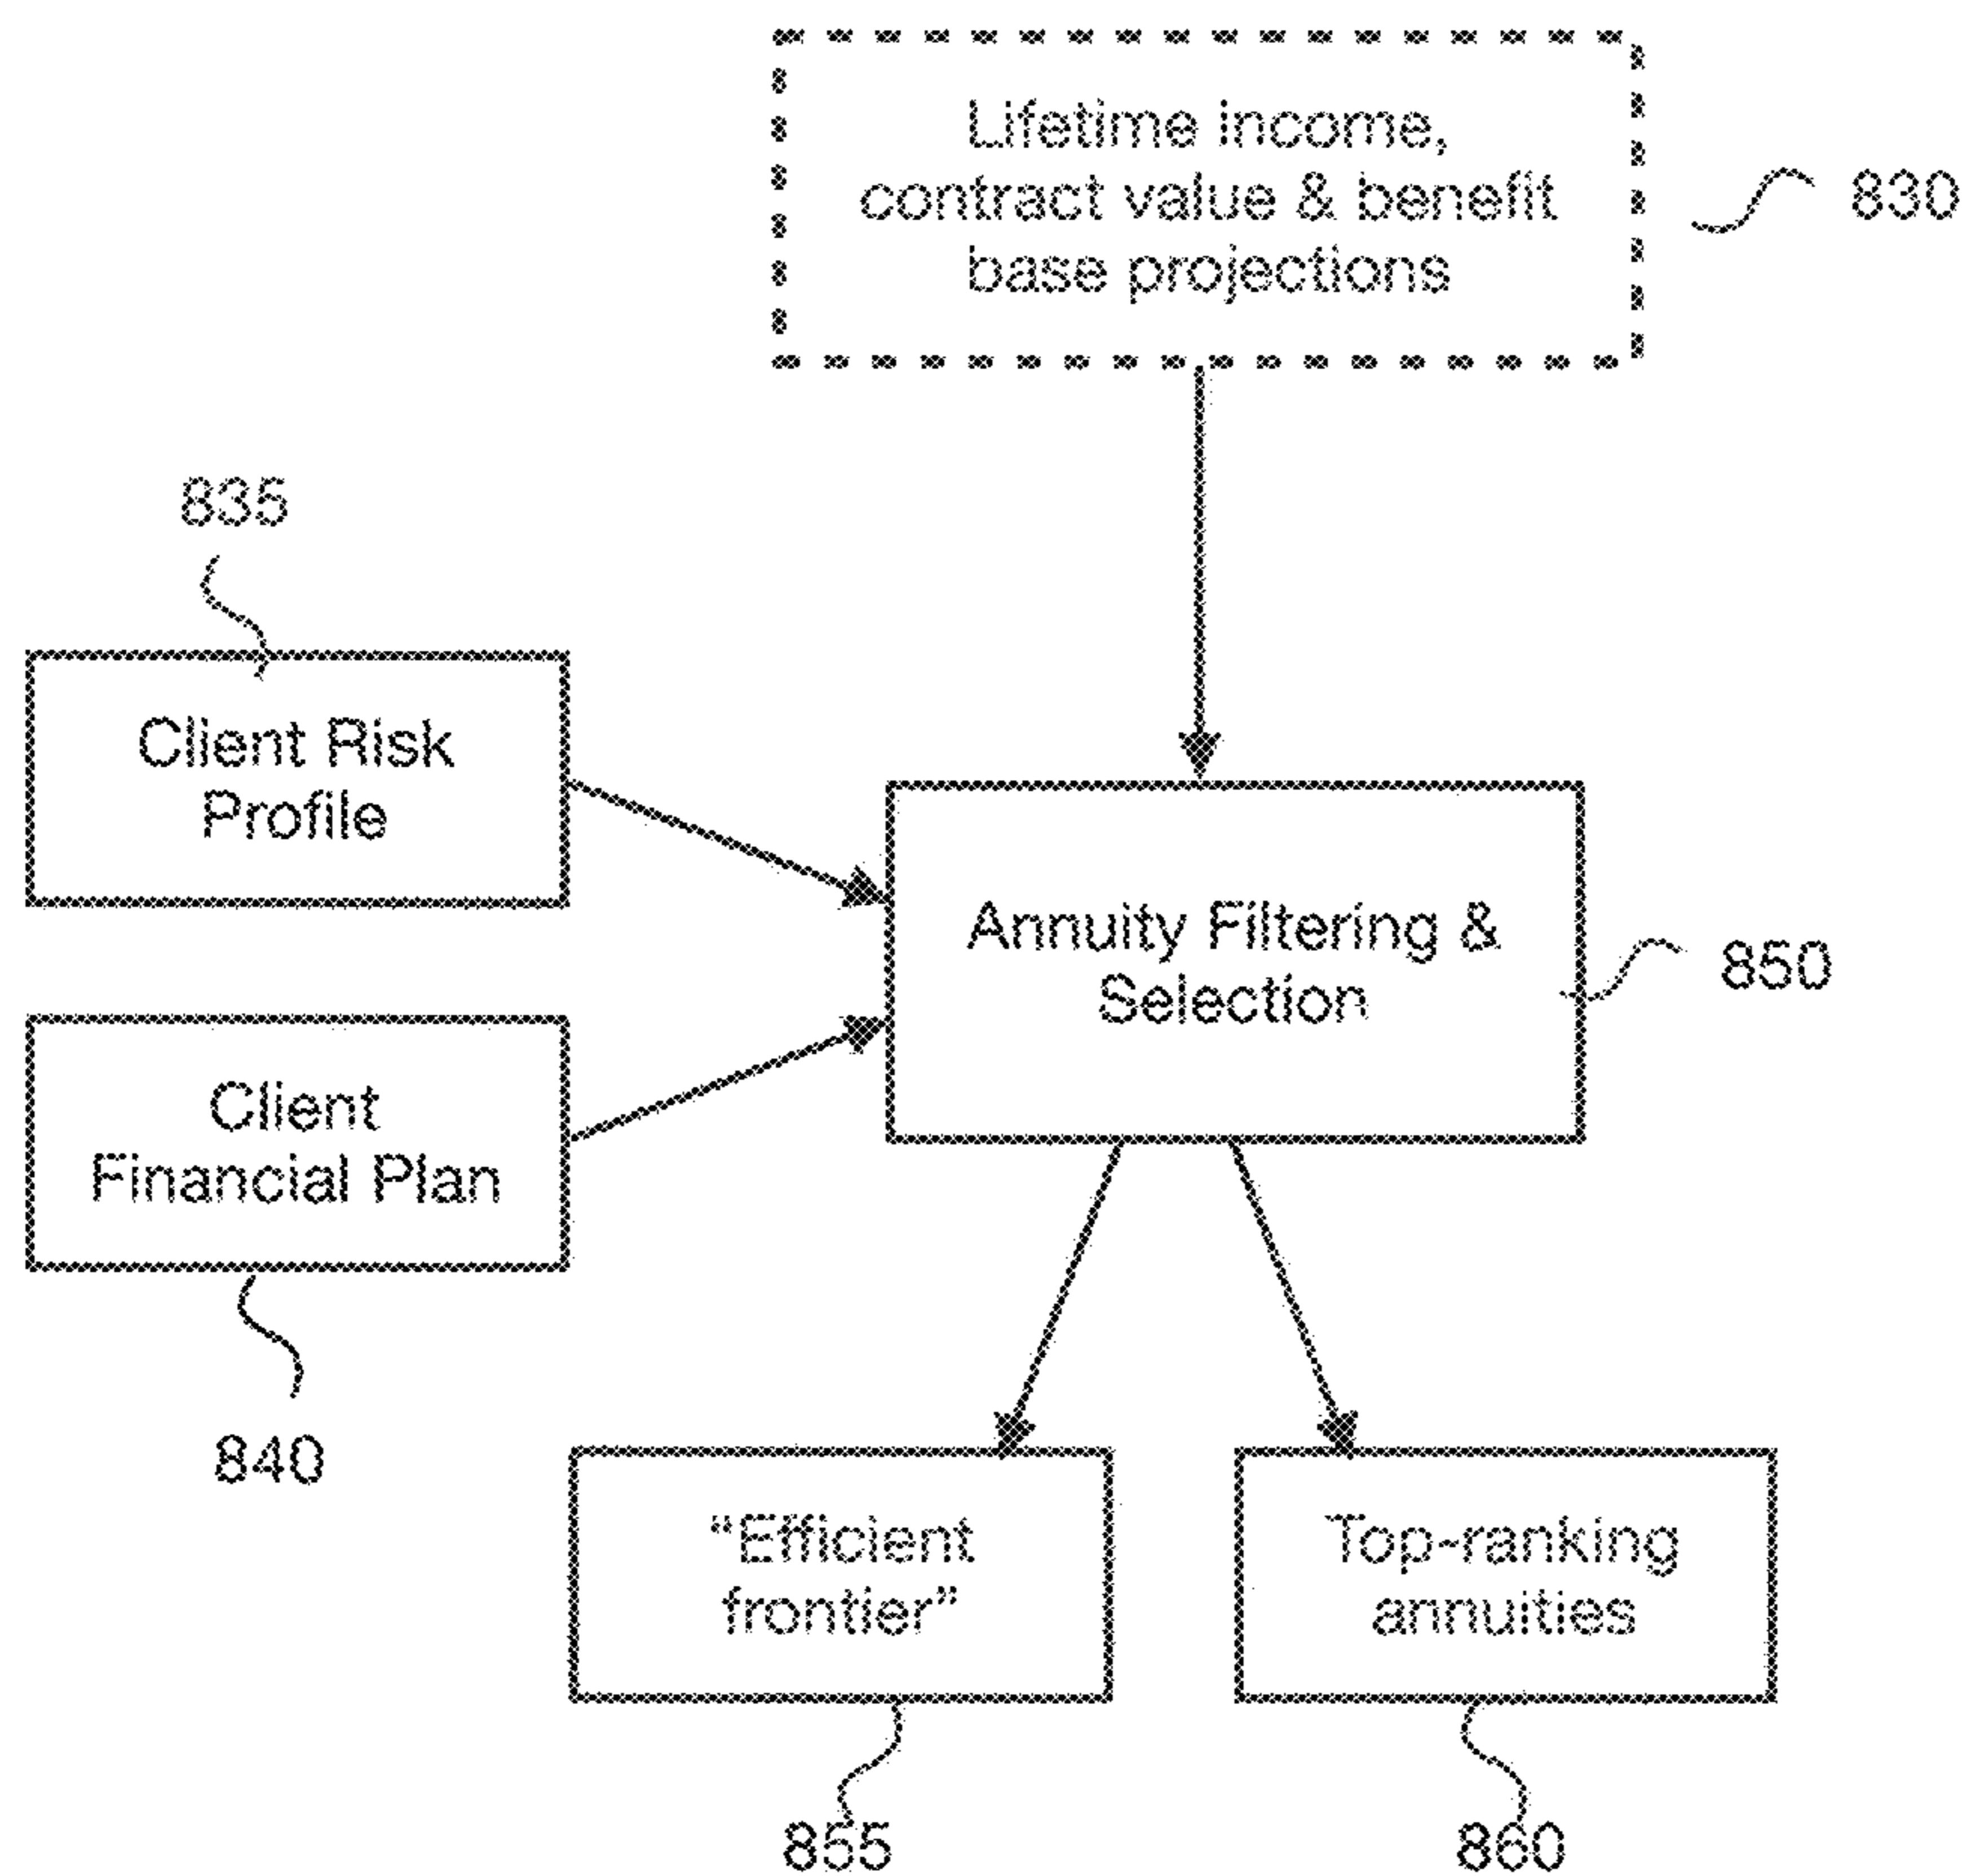 Lifetime income,
contract value & benefit
base projections
830
835
Client Risk
Profile
Annuity Filtering &
Selection
850
Client
Financial Plan
840
"Efficient
frontier"
Top-ranking
annuities
855
860